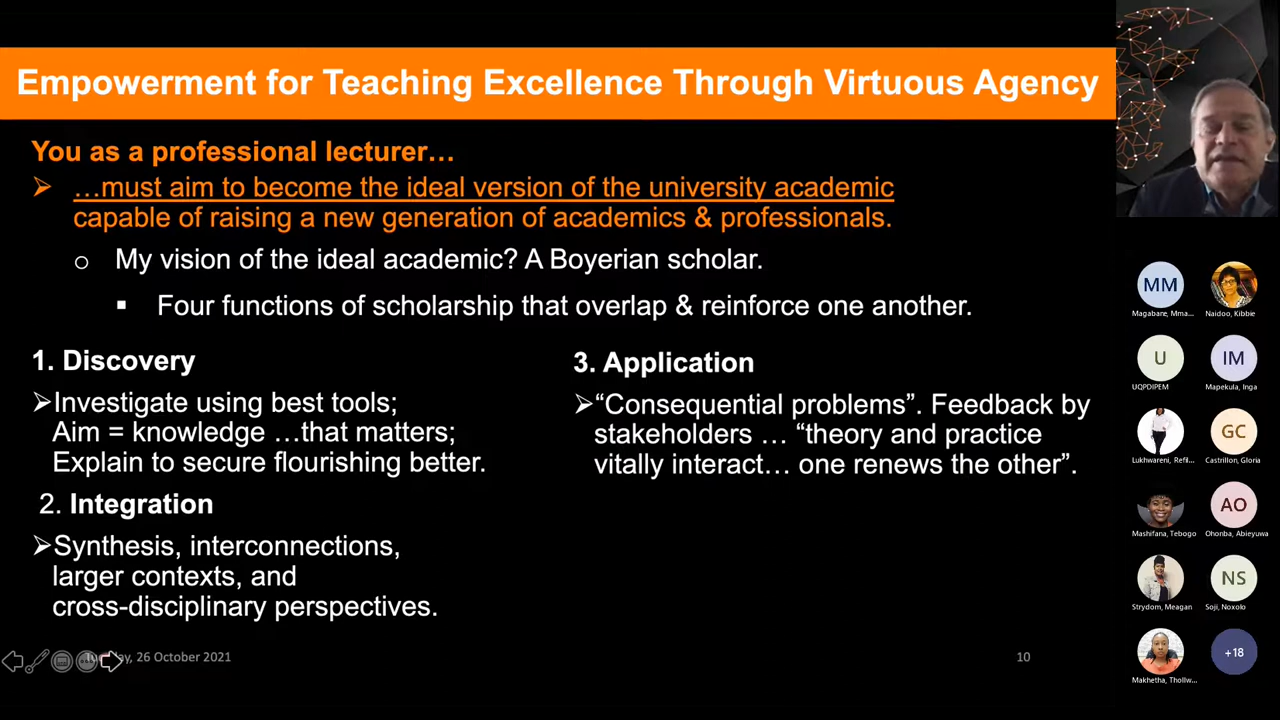 Empowerment for Teaching Excellence Through Virtuous Agency
You as a professional lecturer…
➢ …must aim to become the ideal version of the university academic
capable of raising a new generation of academics & professionals.
o My vision of the ideal academic? A Boyerian scholar.
▪ Four functions of scholarship that overlap & reinforce one another.
1. Discovery
➢Investigate using best tools;
Aim = knowledge …that matters;
Explain to secure flourishing better.
2. Integration
➢Synthesis, interconnections,
larger contexts, and
cross-disciplinary perspectives.
3. Application
➢“Consequential problems”. Feedback by
stakeholders … “theory and practice
vitally interact… one renews the other”.
26 October 2021
10
MM
Magabane, Mma...
Naidoo, Kibbie
U
UQPDIPEM
IM
Mapekula, Inga
Lukhwareni, Refil...
GC
Castrillon, Gloria
Mashifana, Tebogo
AO
Ohonba, Abieyuwa
Strydom, Meagan
NS
Soji, Noxolo
Makhetha, Thollw...
+18